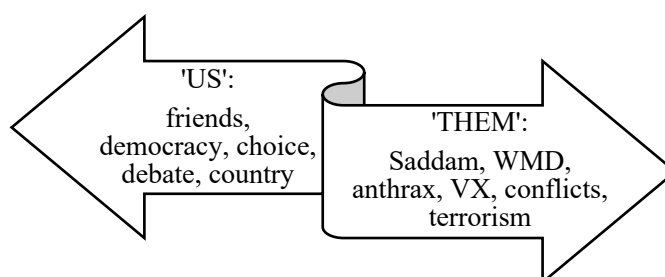 'US':
friends,
democracy, choice,
debate, country
'THEM':
Saddam, WMD,
anthrax, VX, conflicts,
terrorism